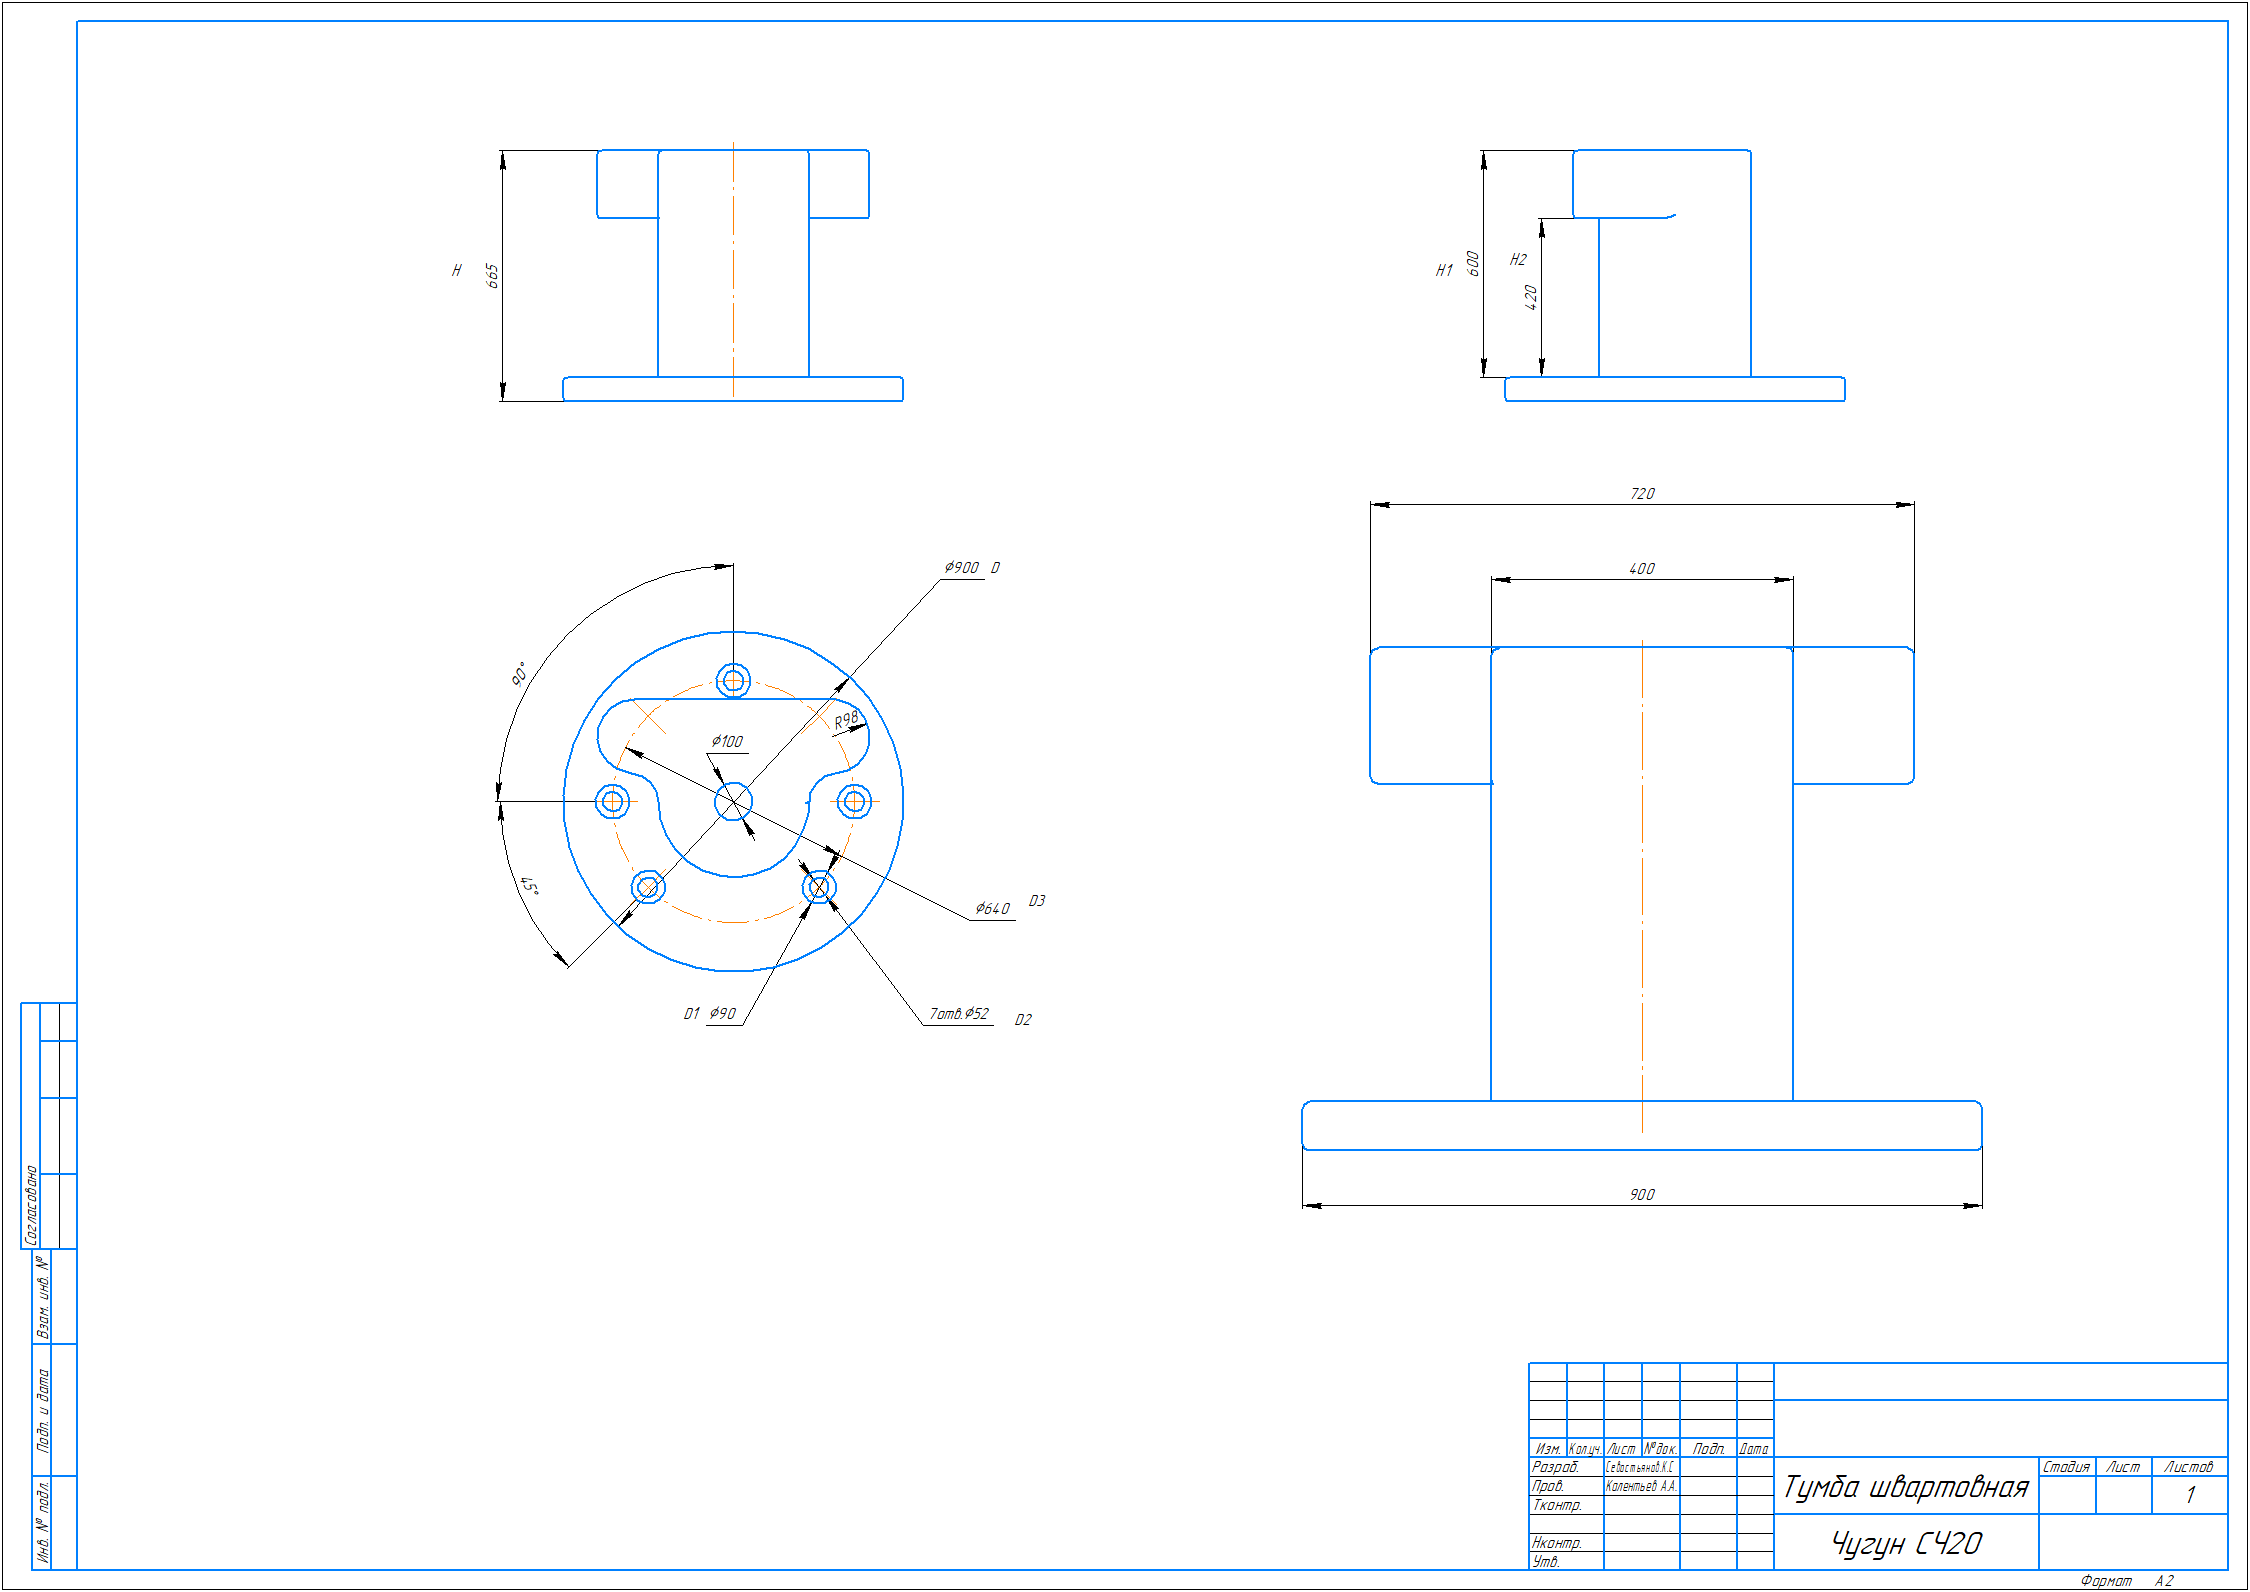 H 665
H1 600
H2
420
720
⌀900 D
400
90°
R98
⌀100
45°
⌀640 D3
D1 ⌀90
7отв.⌀52 D2
900
Согласовано
Взам. инв. №
Подп. и дата
Инв. № подл.
Изм. Кол.уч. Лист №док. Подп. Дата
Разраб. Севастьянов.К.С
Пров. Калентьев А.А.
Тконтр.
Нконтр.
Утв.
Тумба швартовная
Стадия Лист Листов
1
Чугун СЧ20
Формат А2